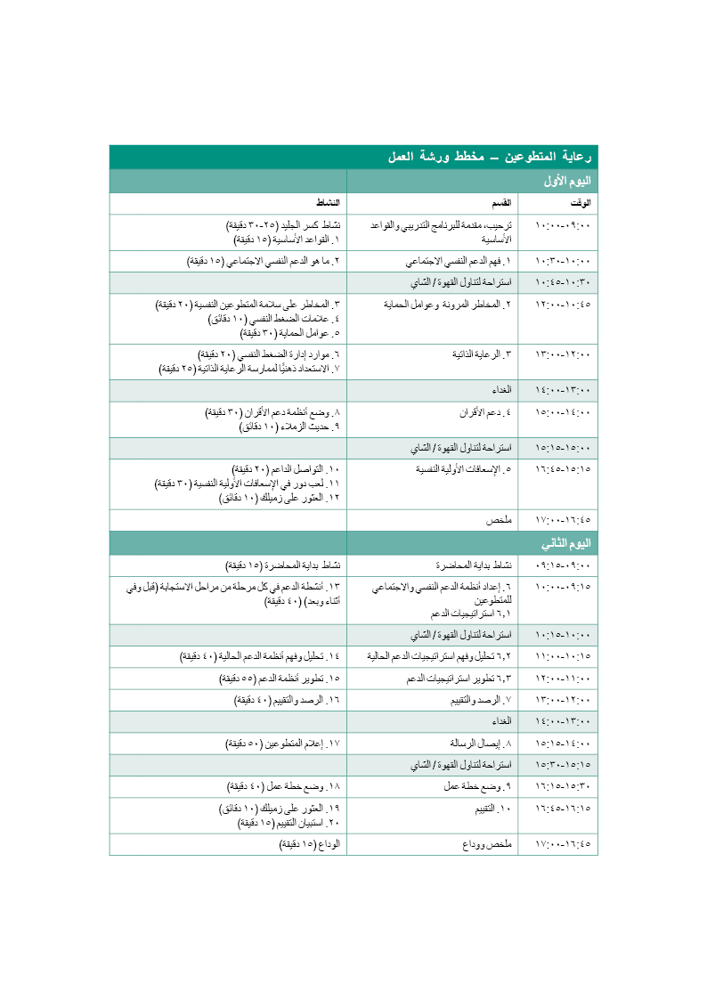 رعاية المتطوعين – مخطط ورشة العمل
اليوم الأول
الوقت القسم النشاط
٠٩:٠٠-١٠:٠٠ ترحيب، مقدمة للبرنامج التدريبي والقواعد الأساسية نشاط كسر الجليد (٢٥-٣٠ دقيقة)
١. القواعد الأساسية (١٥ دقيقة)
١٠:٠٠-١٠:٣٠ ١. فهم الدعم النفسي الاجتماعي ٢. ما هو الدعم النفسي الاجتماعي (١٥ دقيقة)
١٠:٣٠-١٠:٤٥ استراحة لتناول القهوة / الشاي
١٠:٤٥-١٢:٠٠ ٢. المخاطر المرونة وعوامل الحماية ٣. المخاطر على سلامة المتطوعين النفسية (٢٠ دقيقة)
٤. علامات الضغط النفسي (١٠ دقائق)
٥. عوامل الحماية (٣٠ دقيقة)
١٢:٠٠-١٣:٠٠ ٣. الرعاية الذاتية ٦. موارد إدارة الضغط النفسي (٢٠ دقيقة)
٧. الاستعداد ذهنيًّا لممارسة الرعاية الذاتية (٢٥ دقيقة)
١٣:٠٠-١٤:٠٠ الغداء
١٤:٠٠-١٥:٠٠ ٤. دعم الأقران ٨. وضع أنظمة دعم الأقران (٣٠ دقيقة)
٩. حديث الزملاء (١٠ دقائق)
١٥:٠٠-١٥:١٥ استراحة لتناول القهوة / الشاي
١٥:١٥-١٦:٤٥ ٥. الإسعافات الأولية النفسية ١٠. التواصل الداعم (٢٠ دقيقة)
١١. لعب دور في الإسعافات الأولية النفسية (٣٠ دقيقة)
١٢. العثور على زميلك (١٠ دقائق)
١٦:٤٥-١٧:٠٠ ملخص
اليوم الثاني
٠٩:٠٠-٠٩:١٥ نشاط بداية المحاضرة نشاط بداية المحاضرة (١٥ دقيقة)
٠٩:١٥-١٠:٠٠ ٦. إعداد أنظمة الدعم النفسي والاجتماعي للمتطوعين ١٣. أنشطة الدعم في كل مرحلة من مراحل الاستجابة (قبل وفي أثناء وبعد) (٤٠ دقيقة)
٦,١ استراتيجيات الدعم
١٠:٠٠-١٠:١٥ استراحة لتناول القهوة / الشاي
١٠:١٥-١١:٠٠ ٦,٢ تحليل وفهم استراتيجيات الدعم الحالية ١٤. تحليل وفهم أنظمة الدعم الحالية (٤٠ دقيقة)
١١:٠٠-١٢:٠٠ ٦,٣ تطوير استراتيجيات الدعم ١٥. تطوير أنظمة الدعم (٥٥ دقيقة)
١٢:٠٠-١٣:٠٠ ٧. الرصد والتقييم ١٦. الرصد والتقييم (٤٠ دقيقة)
١٣:٠٠-١٤:٠٠ الغداء
١٤:٠٠-١٥:١٥ ٨. إيصال الرسالة ١٧. إعلام المتطوعين (٥٠ دقيقة)
١٥:١٥-١٥:٣٠ استراحة لتناول القهوة / الشاي
١٥:٣٠-١٦:١٥ ٩. وضع خطة عمل ١٨. وضع خطة عمل (٤٠ دقيقة)
١٦:١٥-١٦:٤٥ ١٠. التقييم ١٩. العثور على زميلك (١٠ دقائق)
٢٠. استبيان التقييم (١٥ دقيقة)
١٦:٤٥-١٧:٠٠ ملخص ووداع الوداع (١٥ دقيقة)